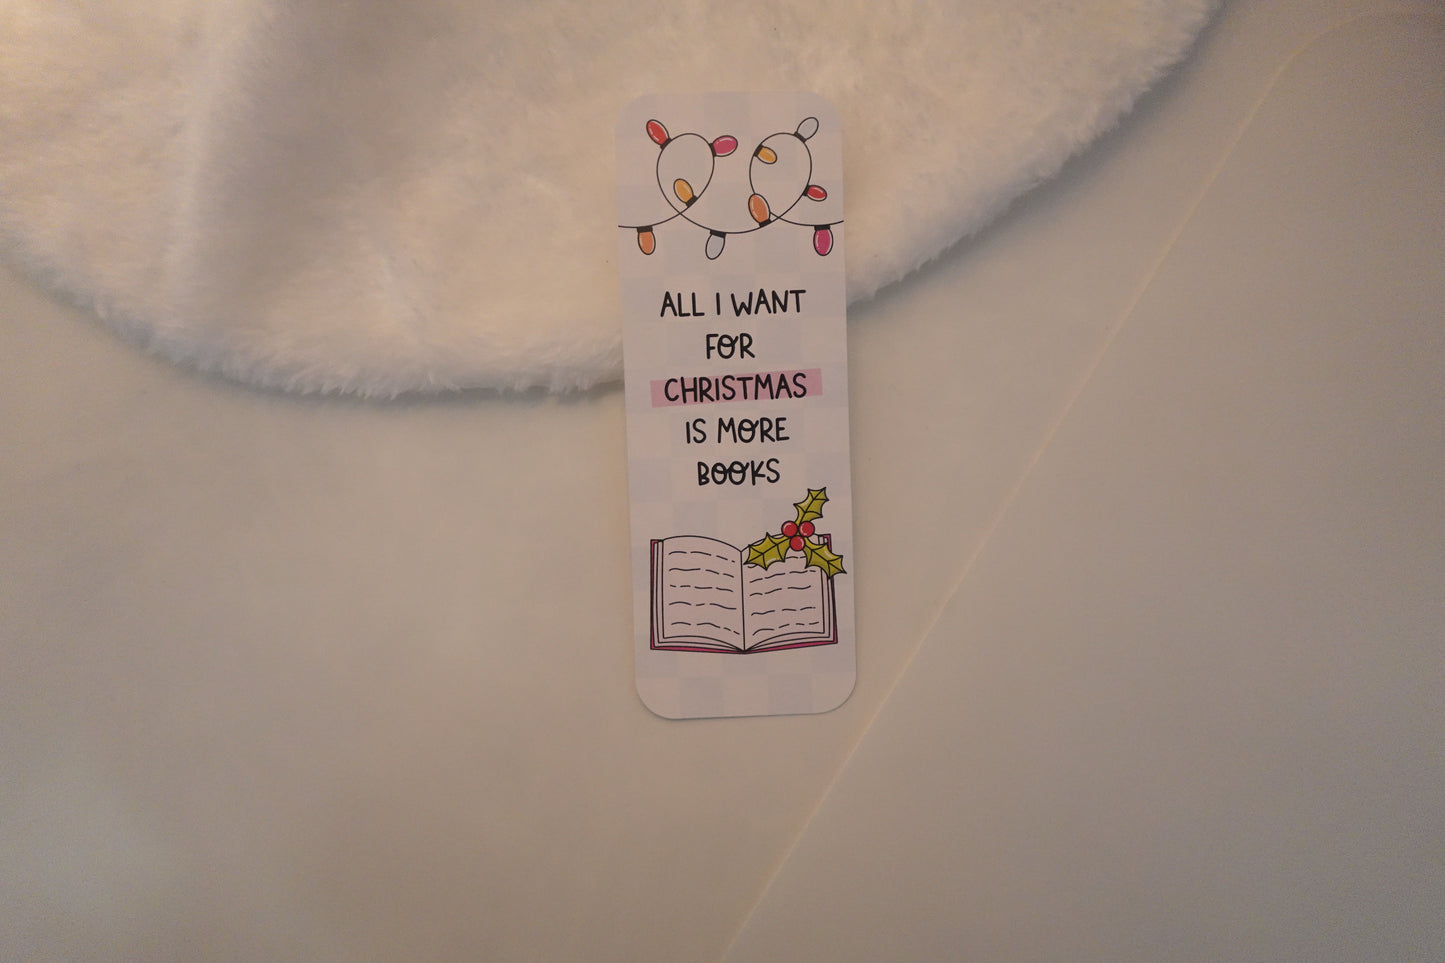 ALL I WANT
FOR
CHRISTMAS
IS MORE
BOOKS